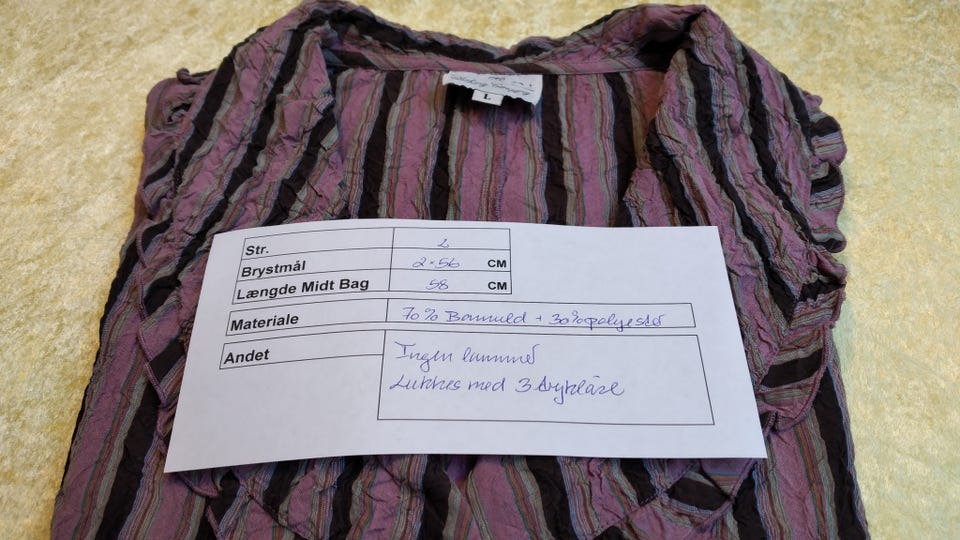 L
Str. L
Brystmål 2×56 CM
Længde Midt Bag 58 CM
Materiale 70% Bomuld + 30% polyester
Andet Ingen lommer
Lukkes med 3 tryklåse